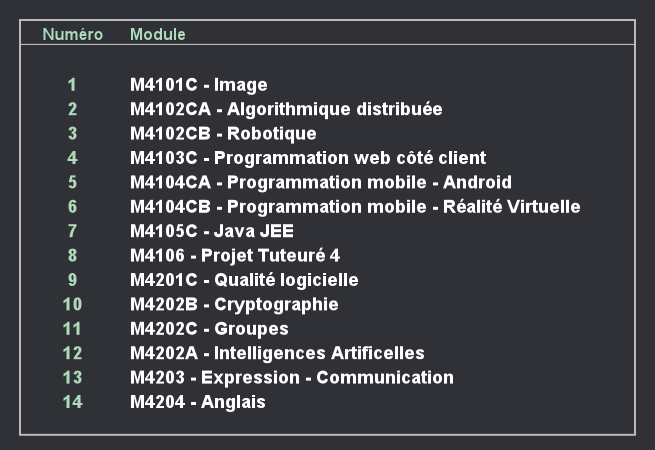 Numéro Module
1 M4101C - Image
2 M4102CA - Algorithmique distribuée
3 M4102CB - Robotique
4 M4103C - Programmation web côté client
5 M4104CA - Programmation mobile - Android
6 M4104CB - Programmation mobile - Réalité Virtuelle
7 M4105C - Java JEE
8 M4106 - Projet Tuteuré 4
9 M4201C - Qualité logicielle
10 M4202B - Cryptographie
11 M4202C - Groupes
12 M4202A - Intelligences Artificelles
13 M4203 - Expression - Communication
14 M4204 - Anglais